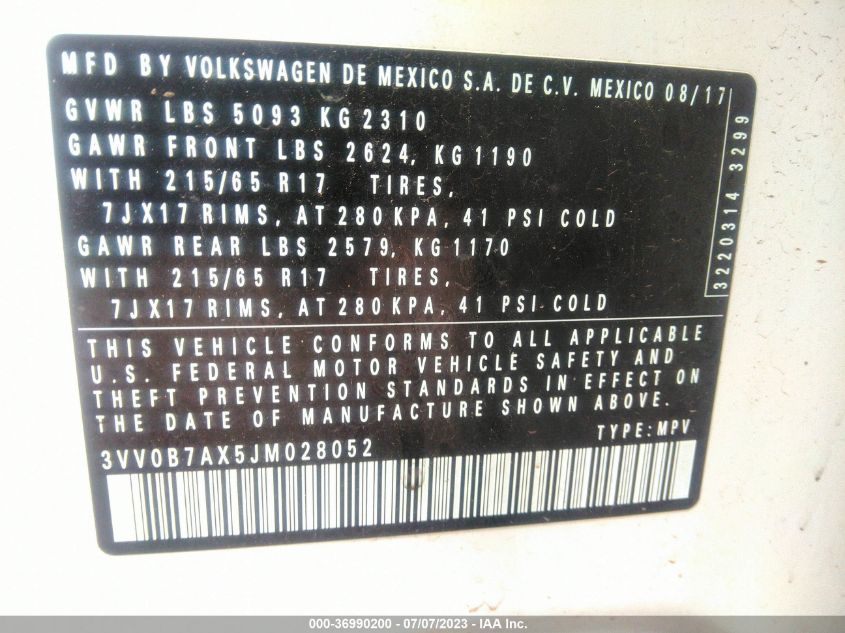 MFD BY VOLKSWAGEN DE MEXICO S.A. DE C.V. MEXICO 08/17
GVWR LBS 5093 KG 2310
GAWR FRONT LBS 2624, KG 1190
WITH 215/65 R17 TIRES,
7JX17 RIMS, AT 280 KPA, 41 PSI COLD
GAWR REAR LBS 2579, KG 1170
WITH 215/65 R17 TIRES,
7JX17 RIMS, AT 280 KPA, 41 PSI COLD
3220314 3299
THIS VEHICLE CONFORMS TO ALL APPLICABLE
U.S. FEDERAL MOTOR VEHICLE SAFETY AND
THEFT PREVENTION STANDARDS IN EFFECT ON
THE DATE OF MANUFACTURE SHOWN ABOVE.
3VV0B7AX5JM028052 TYPE: MPV
000-36990200 - 07/07/2023 - IAA Inc.